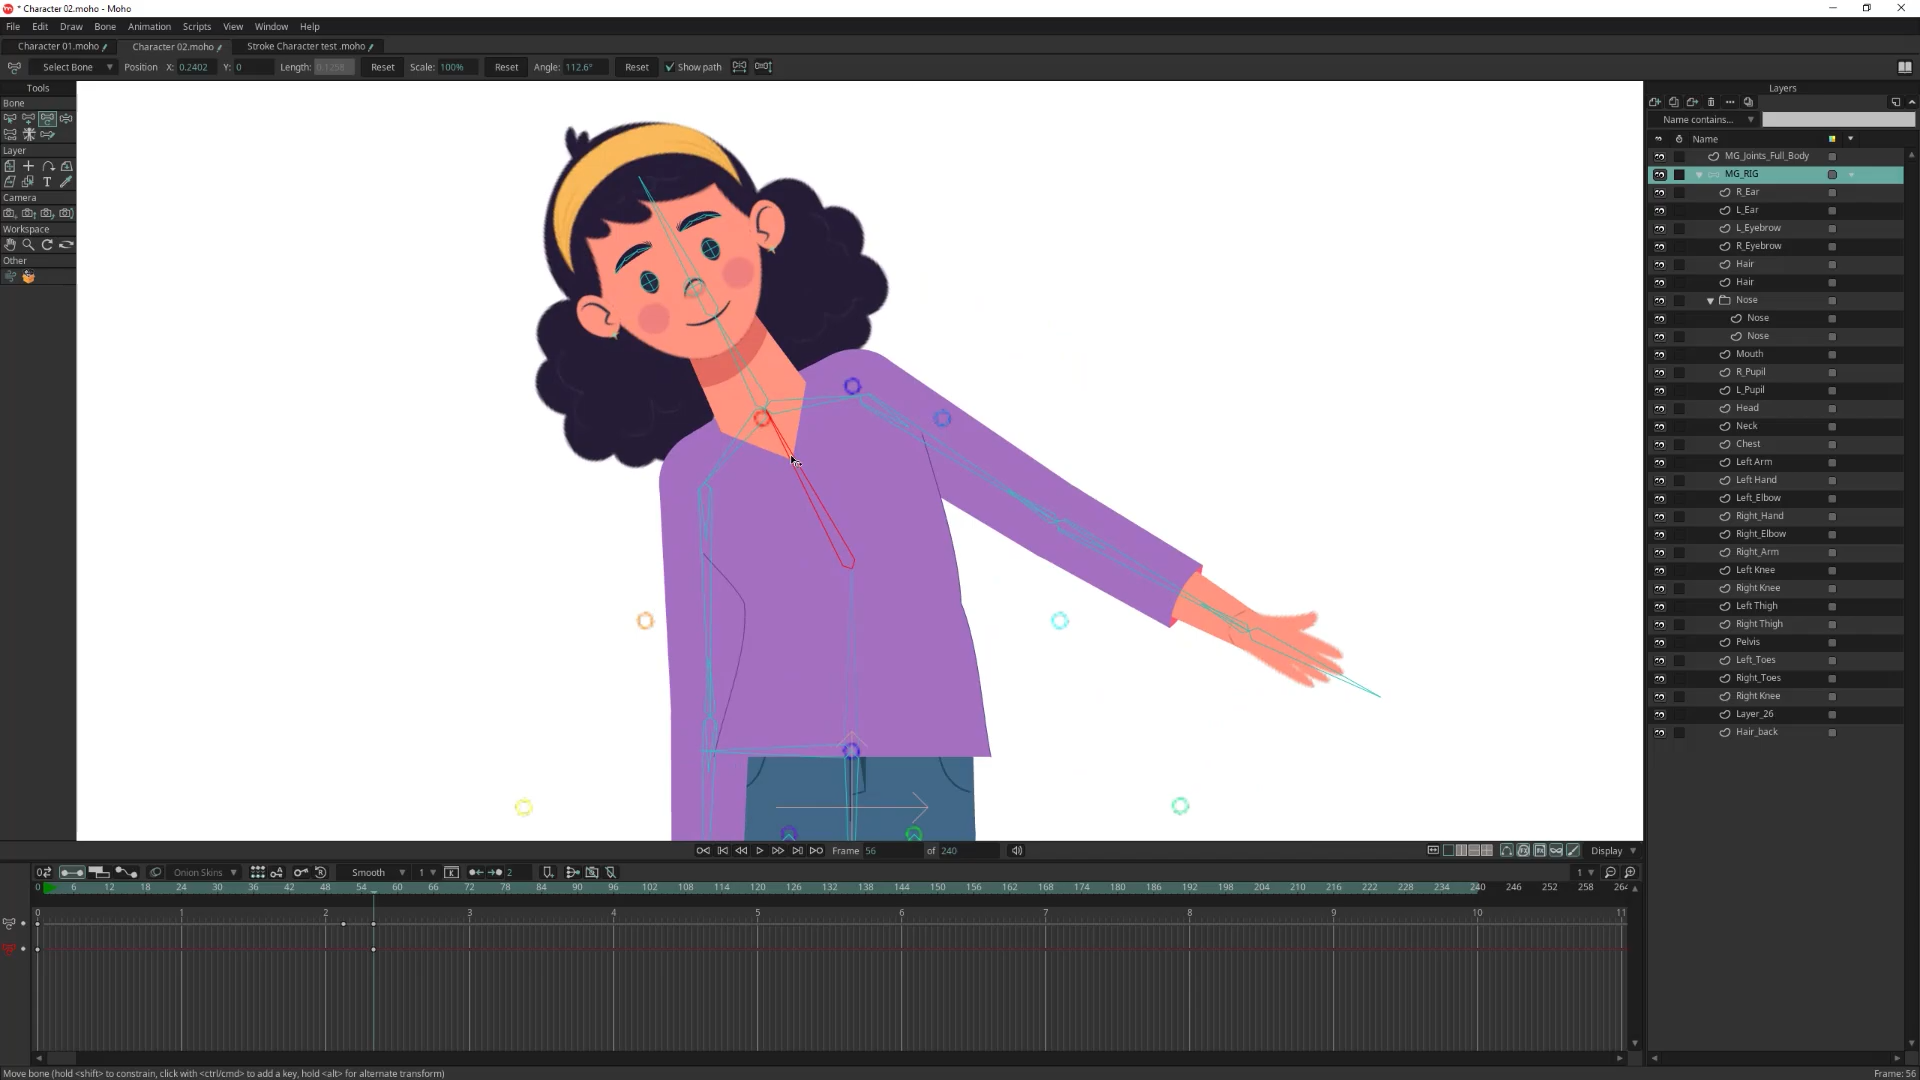 * Character 02.moho - Moho
File Edit Draw Bone Animation Scripts View Window Help
Character 01.moho Character 02.moho Stroke Character test .moho
Select Bone Position X: 0.2402 Y: 0 Length: 0.1258 Reset Scale: 100% Reset Angle: 112.6° Reset Show path
Tools
Bone
Layer
Camera
Workspace
Other
Layers
Name contains...
Name
MG_Joints_Full_Body
MG_RIG
R_Ear
L_Ear
L_Eyebrow
R_Eyebrow
Hair
Hair
Nose
Nose
Nose
Mouth
R_Pupil
L_Pupil
Head
Neck
Chest
Left Arm
Left Hand
Left_Elbow
Right_Hand
Right_Elbow
Right_Arm
Left Knee
Right Knee
Left Thigh
Right Thigh
Pelvis
Left_Toes
Right_Toes
Right Knee
Layer_26
Hair_back
Frame 56 of 240 Display
Onion Skins Smooth 1 2 1
0 6 12 18 24 30 36 42 48 54 60 66 72 78 84 90 96 102 108 114 120 126 132 138 144 150 156 162 168 174 180 186 192 198 204 210 216 222 228 234 240 246 252 258 264
0 1 2 3 4 5 6 7 8 9 10 11
Move bone (hold <shift> to constrain, click with <ctrl/cmd> to add a key, hold <alt> for alternate transform) Frame: 56